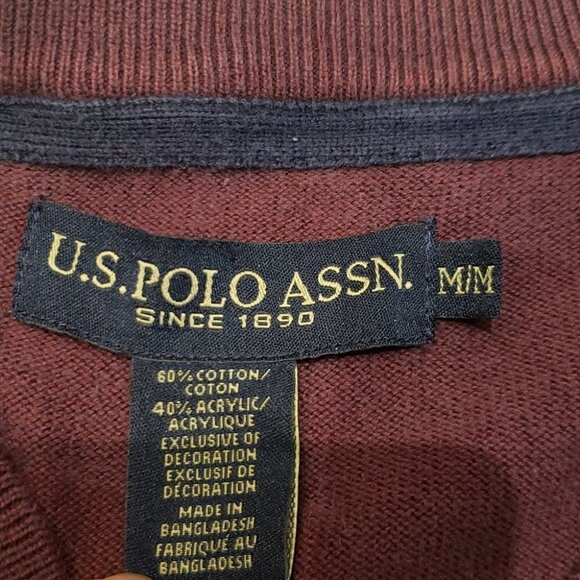 U.S. POLO ASSN.
SINCE 1890
M/M
60% COTTON/
COTON
40% ACRYLIC/
ACRYLIQUE
EXCLUSIVE OF
DECORATION
EXCLUSIF DE
DÉCORATION
MADE IN
BANGLADESH
FABRIQUÉ AU
BANGLADESH